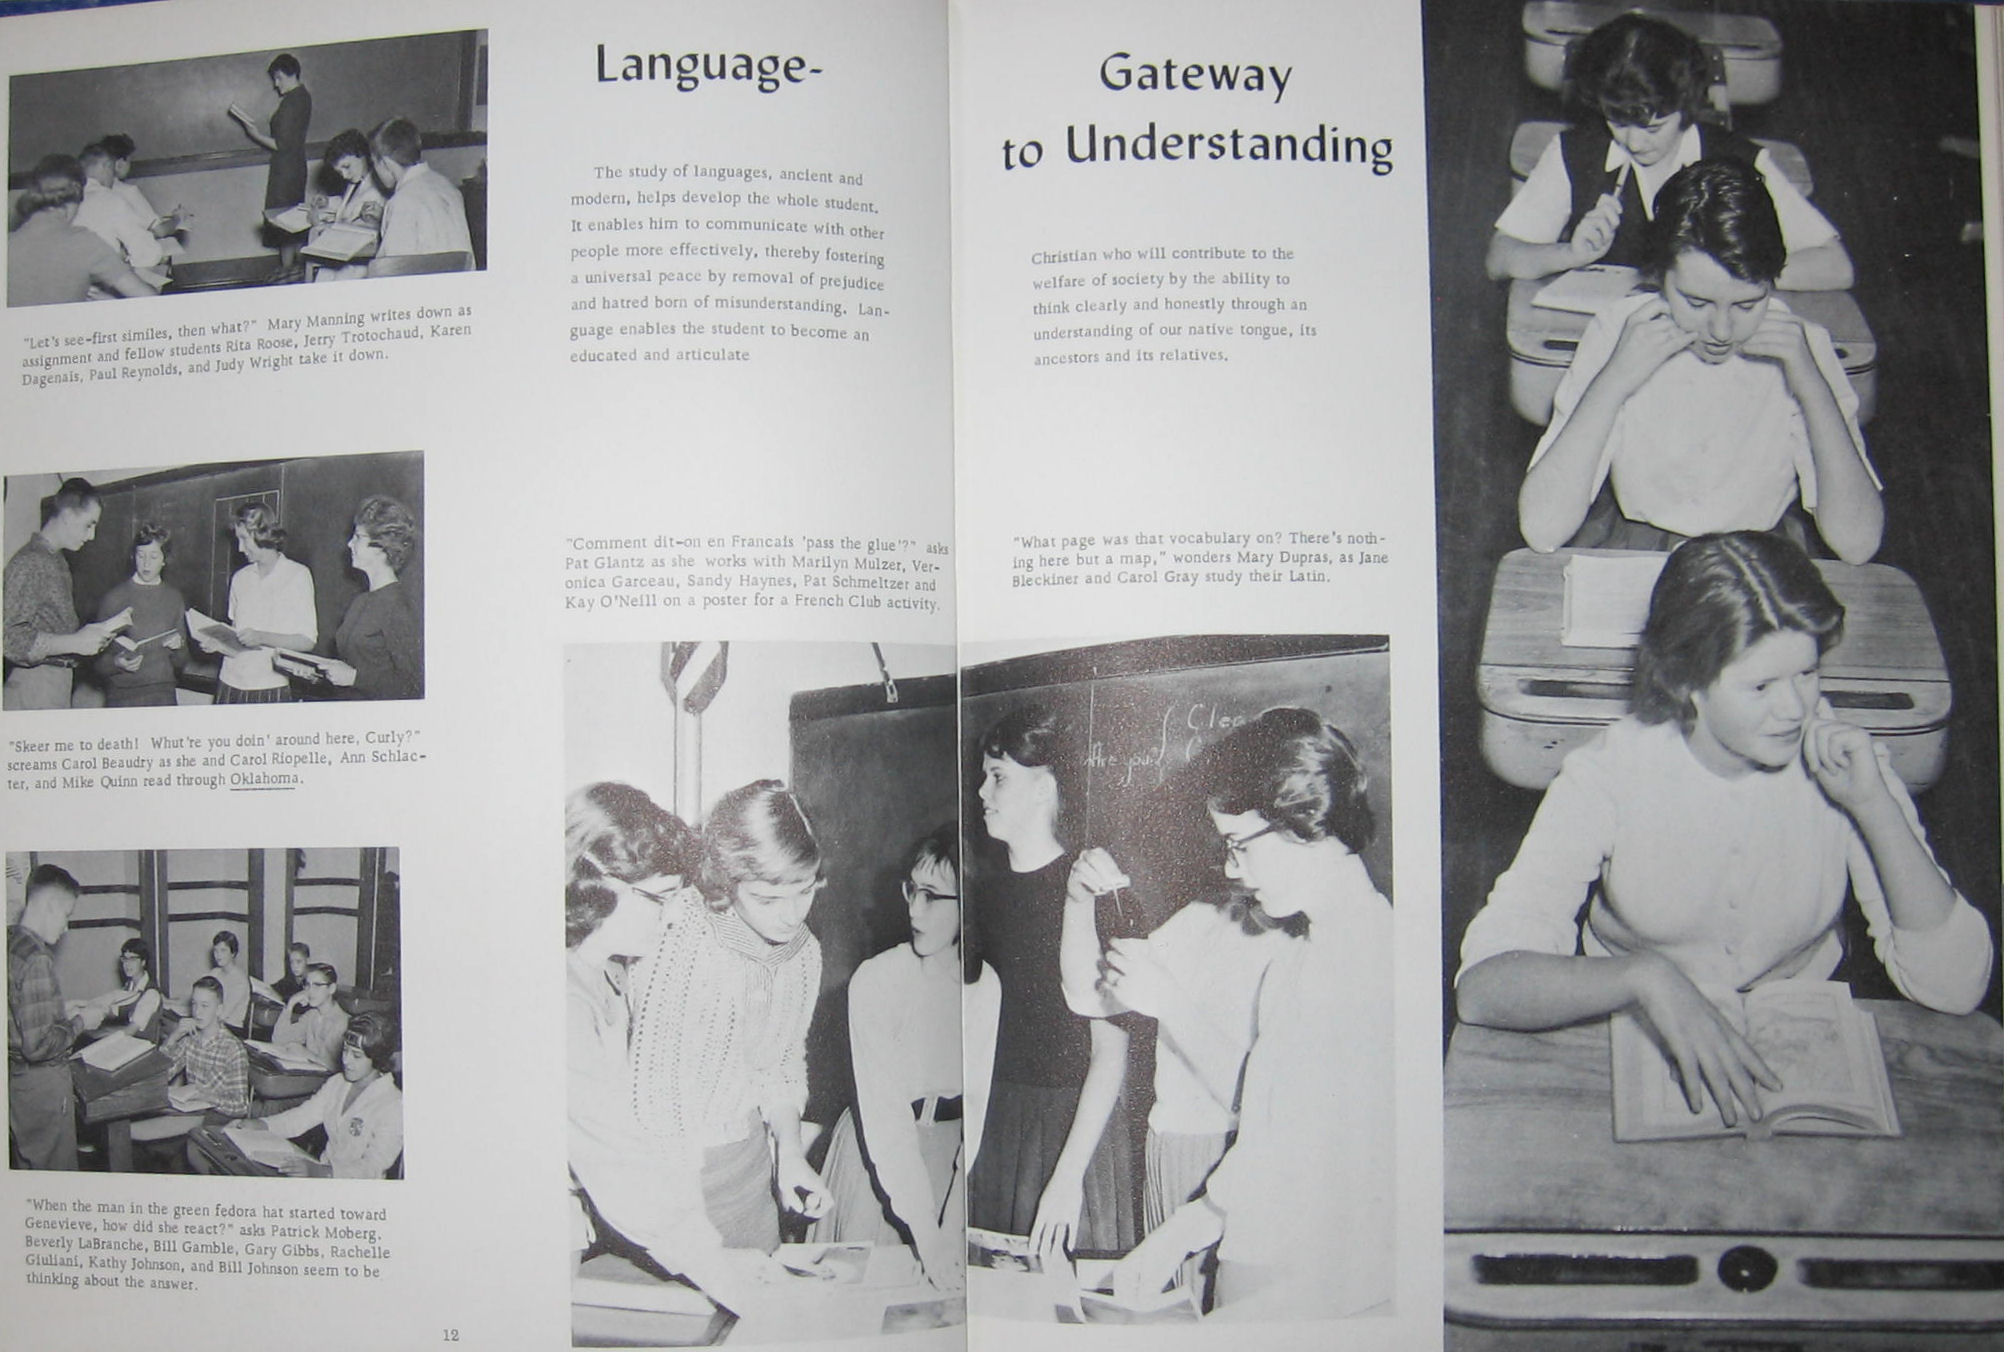 Language-
Gateway
to Understanding
The study of languages, ancient and
modern, helps develop the whole student.
It enables him to communicate with other
people more effectively, thereby fostering
a universal peace by removal of prejudice
and hatred born of misunderstanding. Lan-
guage enables the student to become an
educated and articulate
Christian who will contribute to the
welfare of society by the ability to
think clearly and honestly through an
understanding of our native tongue, its
ancestors and its relatives.
"Let's see-first similes, then what?" Mary Manning writes down as
assignment and fellow students Rita Roose, Jerry Trotochaud, Karen
Dagenais, Paul Reynolds, and Judy Wright take it down.
"Skeer me to death! Whut're you doin' around here, Curly?"
screams Carol Beaudry as she and Carol Riopelle, Ann Schlac-
ter, and Mike Quinn read through Oklahoma.
"When the man in the green fedora hat started toward
Genevieve, how did she react?" asks Patrick Moberg.
Beverly LaBranche, Bill Gamble, Gary Gibbs, Rachelle
Giuliani, Kathy Johnson, and Bill Johnson seem to be
thinking about the answer.
"Comment dit-on en Francais 'pass the glue'?" asks
Pat Glantz as she works with Marilyn Mulzer, Ver-
onica Garceau, Sandy Haynes, Pat Schmeltzer and
Kay O'Neill on a poster for a French Club activity.
"What page was that vocabulary on? There's noth-
ing here but a map," wonders Mary Dupras, as Jane
Bleckiner and Carol Gray study their Latin.
12